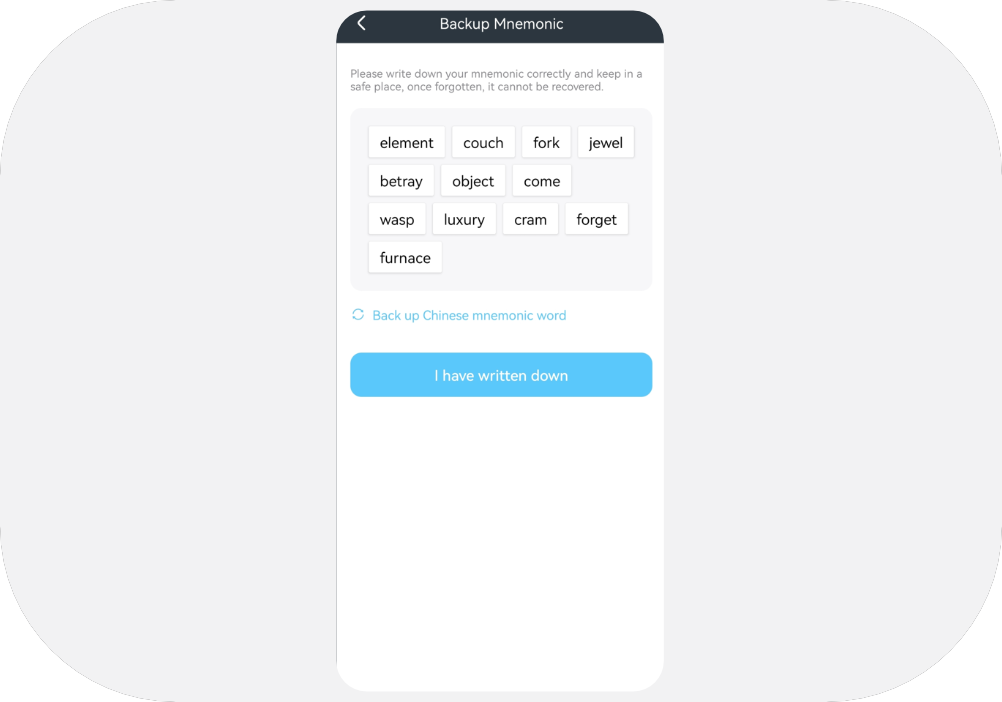 Backup Mnemonic
Please write down your mnemonic correctly and keep in a
safe place, once forgotten, it cannot be recovered.
element couch fork jewel
betray object come
wasp luxury cram forget
furnace
Back up Chinese mnemonic word
I have written down